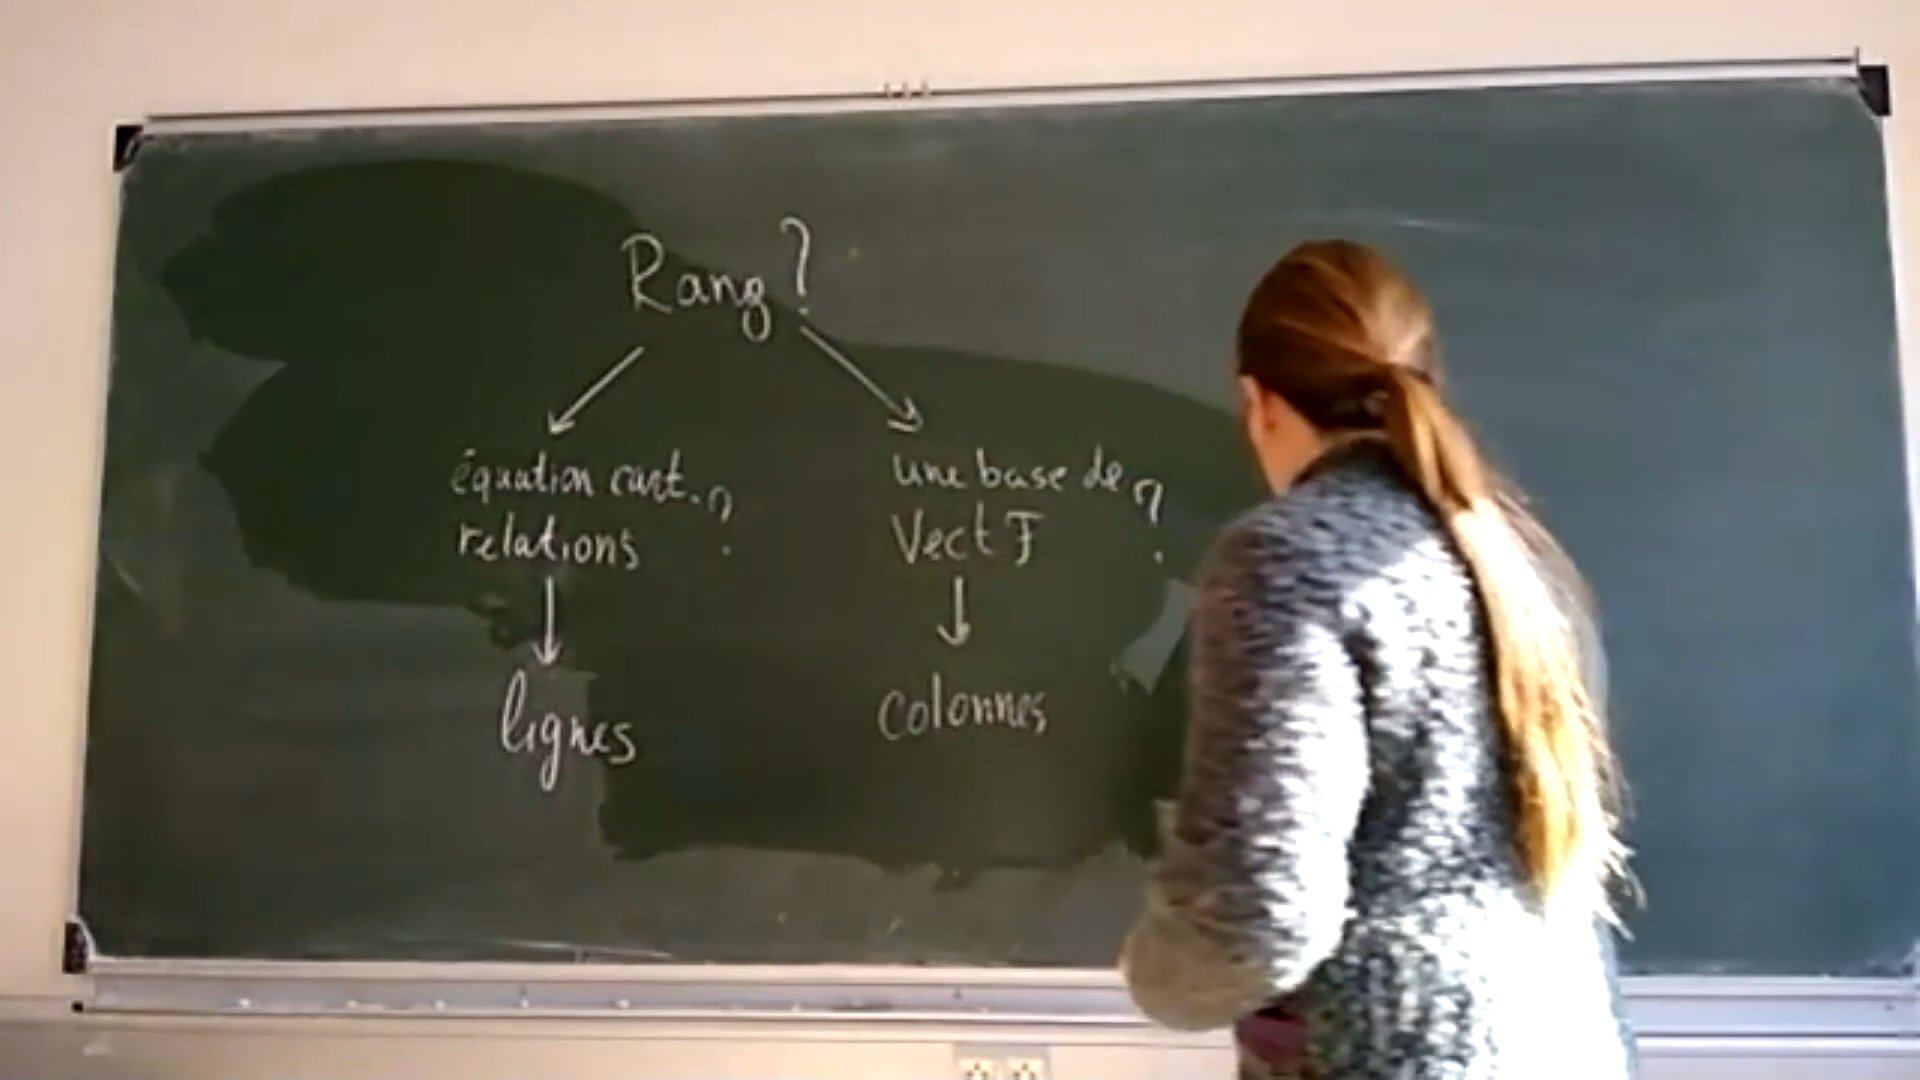 Rang ?
équation cart. ?
relations
lignes
une base de ?
Vect F
colonnes